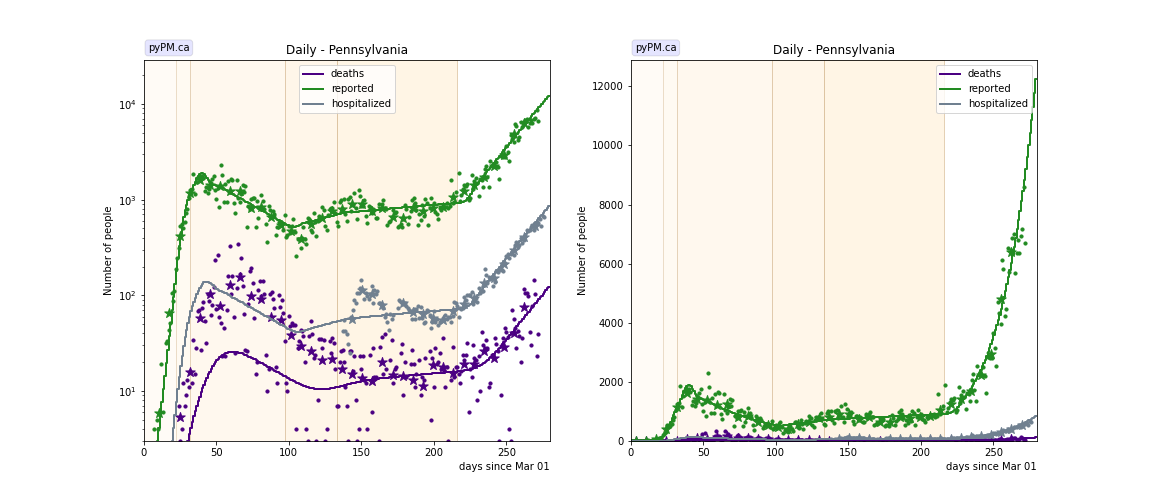 pyPM.ca
Daily - Pennsylvania
deaths
reported
hospitalized
Number of people
10⁴
10³
10²
10¹
0
50
100
150
200
250
days since Mar 01
pyPM.ca
Daily - Pennsylvania
deaths
reported
hospitalized
Number of people
12000
10000
8000
6000
4000
2000
0
0
50
100
150
200
250
days since Mar 01